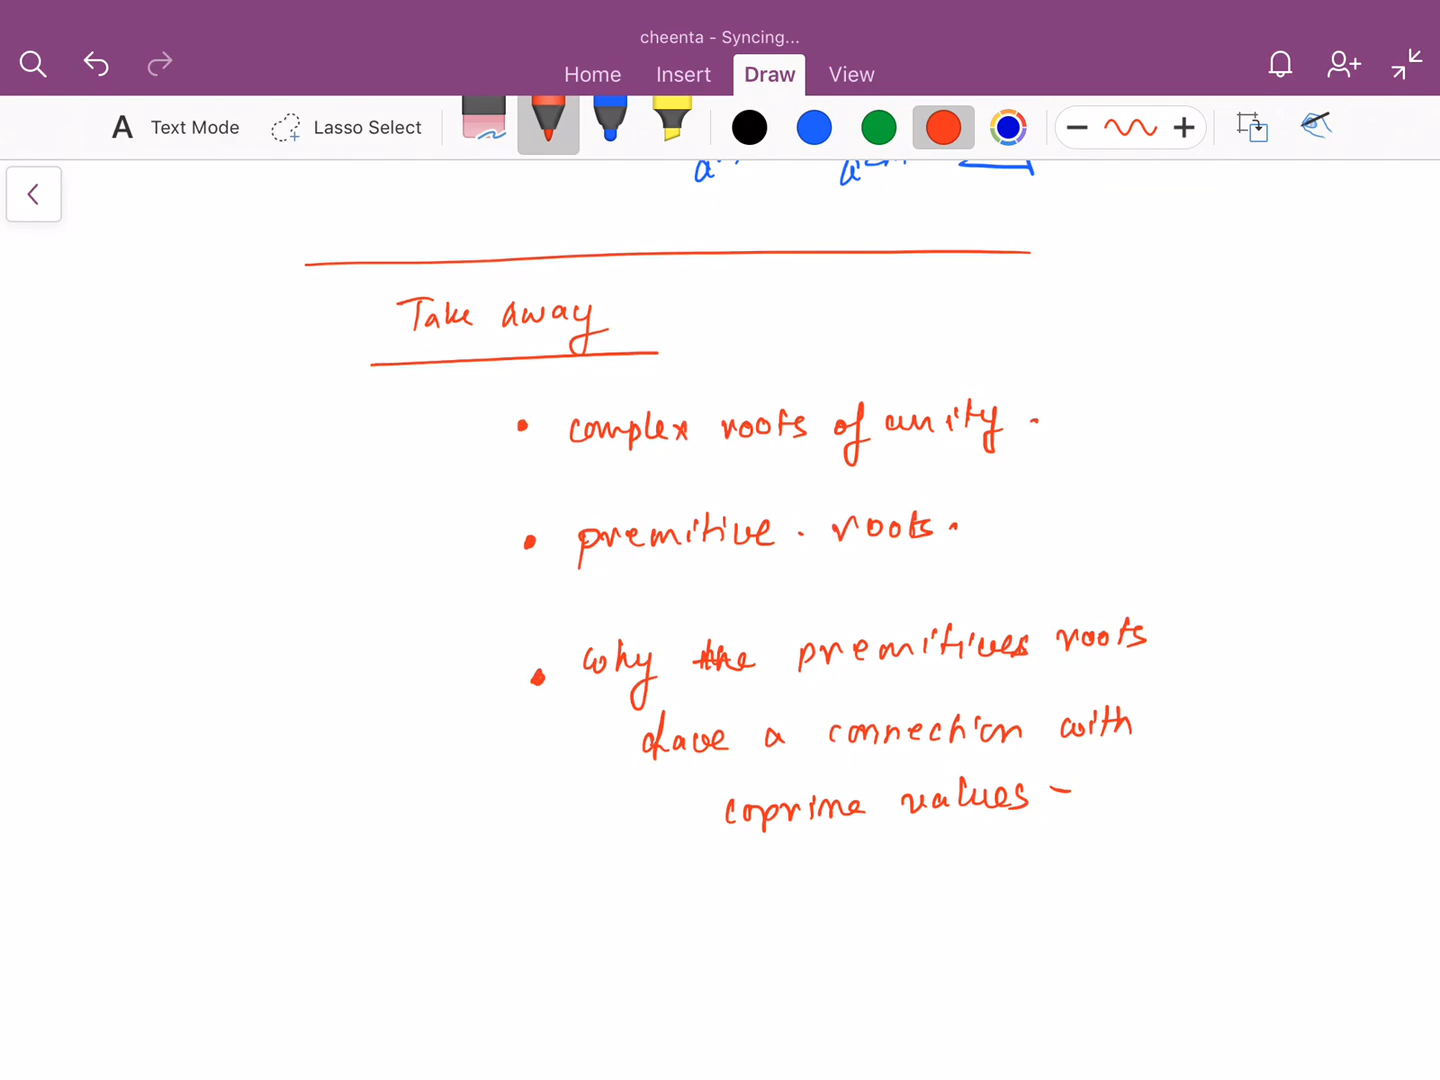 cheenta - Syncing...
Home Insert Draw View
A Text Mode Lasso Select
Take away
• complex roots of unity.
• premitive. roots.
• why the premitives roots
have a connection with
coprime values -